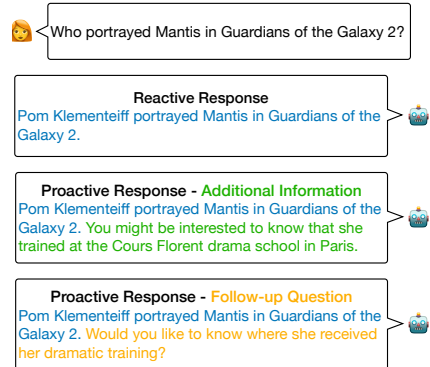 Who portrayed Mantis in Guardians of the Galaxy 2?
Reactive Response
Pom Klementeiff portrayed Mantis in Guardians of the
Galaxy 2.
Proactive Response - Additional Information
Pom Klementeiff portrayed Mantis in Guardians of the
Galaxy 2. You might be interested to know that she
trained at the Cours Florent drama school in Paris.
Proactive Response - Follow-up Question
Pom Klementeiff portrayed Mantis in Guardians of the
Galaxy 2. Would you like to know where she received
her dramatic training?